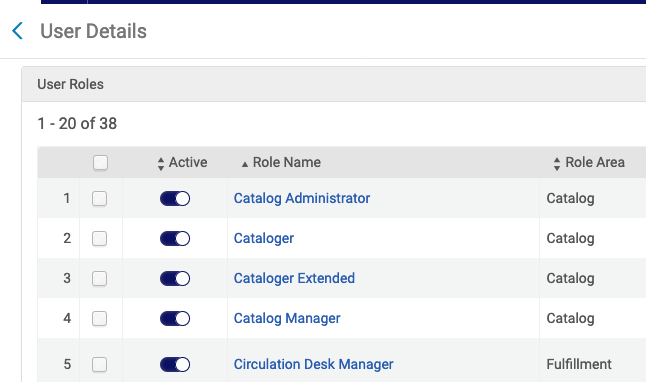 User Details
User Roles
1 - 20 of 38
Active Role Name Role Area
1 Catalog Administrator Catalog
2 Cataloger Catalog
3 Cataloger Extended Catalog
4 Catalog Manager Catalog
5 Circulation Desk Manager Fulfillment